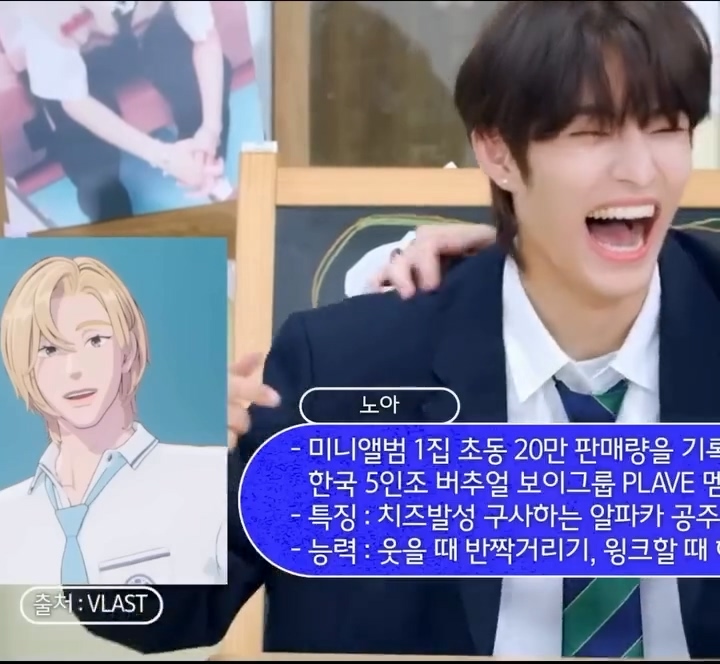 노아
- 미니앨범 1집 초동 20만 판매량을 기록
한국 5인조 버추얼 보이그룹 PLAVE 멤
- 특징 : 치즈발성 구사하는 알파카 공주
- 능력 : 웃을 때 반짝거리기, 윙크할 때
출처 : VLAST